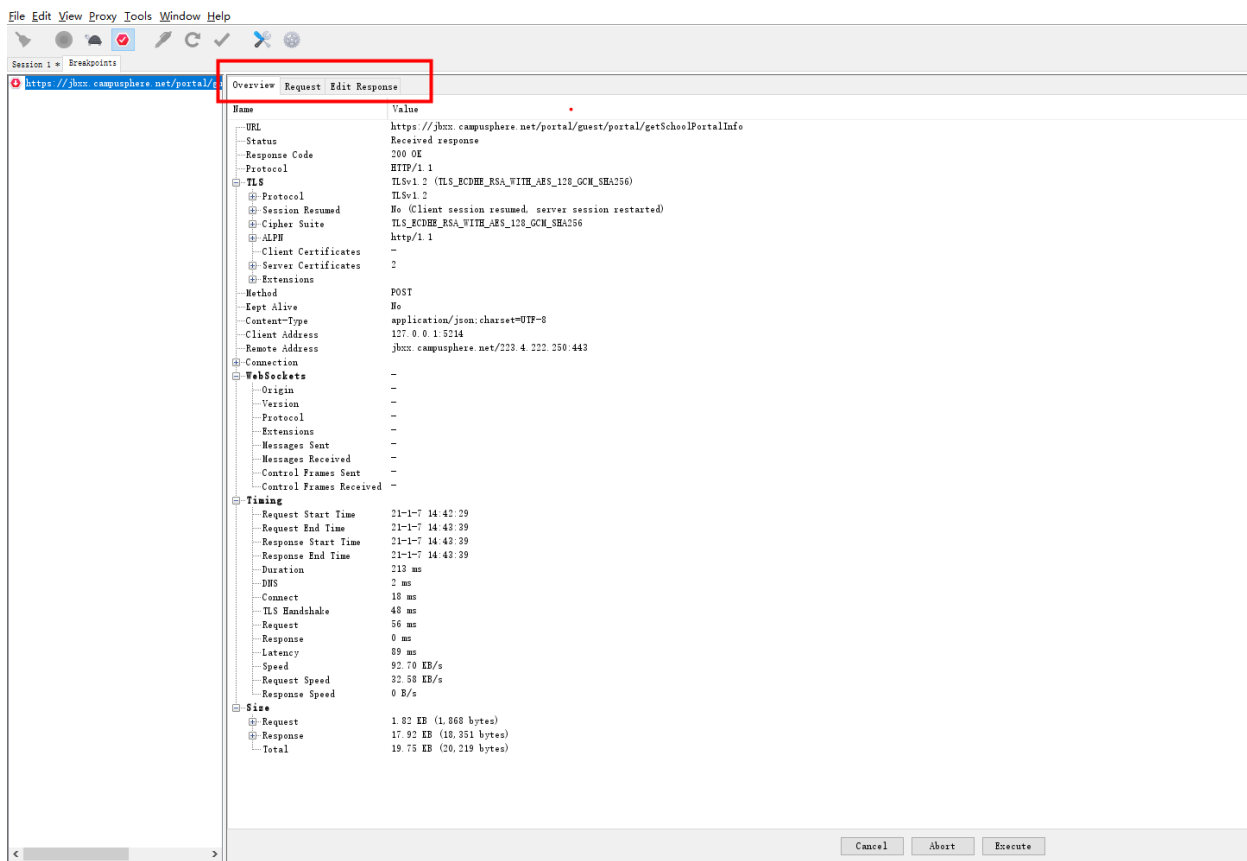 File Edit View Proxy Tools Window Help
Session 1 * Breakpoints
https://jbxx.campusphere.net/portal/
Overview Request Edit Response
Name Value
URL https://jbxx.campusphere.net/portal/guest/portal/getSchoolPortalInfo
Status Received response
Response Code 200 OK
Protocol HTTP/1.1
TLS TLSv1.2 (TLS_ECDHE_RSA_WITH_AES_128_GCM_SHA256)
Protocol TLSv1.2
Session Resumed No (Client session resumed, server session restarted)
Cipher Suite TLS_ECDHE_RSA_WITH_AES_128_GCM_SHA256
ALPN http/1.1
Client Certificates -
Server Certificates 2
Extensions
Method POST
Kept Alive No
Content-Type application/json;charset=UTF-8
Client Address 127.0.0.1:5214
Remote Address jbxx.campusphere.net/223.4.222.250:443
Connection
WebSockets -
Origin -
Version -
Protocol -
Extensions -
Messages Sent -
Messages Received -
Control Frames Sent -
Control Frames Received -
Timing
Request Start Time 21-1-7 14:42:29
Request End Time 21-1-7 14:43:39
Response Start Time 21-1-7 14:43:39
Response End Time 21-1-7 14:43:39
Duration 213 ms
DNS 2 ms
Connect 18 ms
TLS Handshake 48 ms
Request 56 ms
Response 0 ms
Latency 89 ms
Speed 92.70 KB/s
Request Speed 32.58 KB/s
Response Speed 0 B/s
Size
Request 1.82 KB (1,868 bytes)
Response 17.92 KB (18,351 bytes)
Total 19.75 KB (20,219 bytes)
Cancel Abort Execute